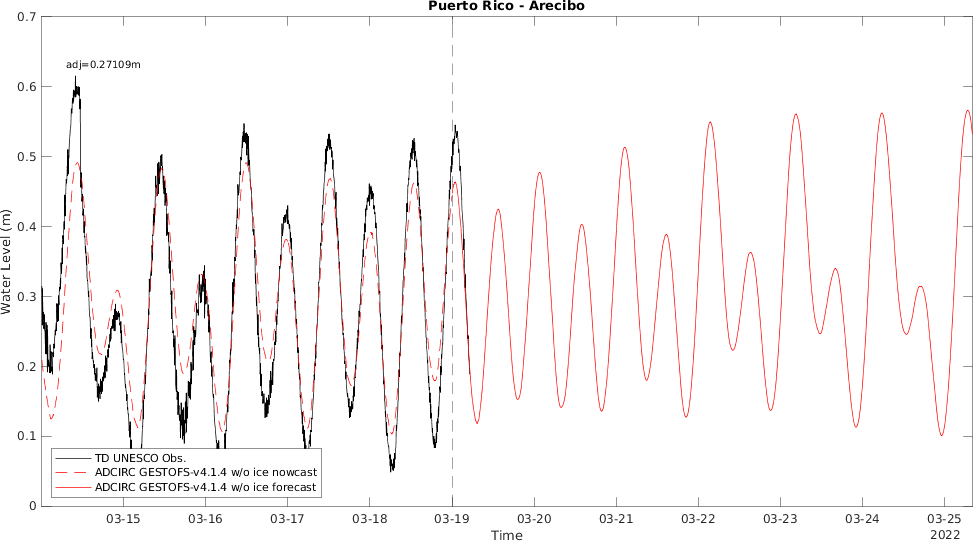 Puerto Rico - Arecibo
0.7
0.6
0.5
0.4
0.3
0.2
0.1
0
Water Level (m)
adj=0.27109m
TD UNESCO Obs.
ADCIRC GESTOFS-v4.1.4 w/o ice nowcast
ADCIRC GESTOFS-v4.1.4 w/o ice forecast
03-15 03-16 03-17 03-18 03-19 03-20 03-21 03-22 03-23 03-24 03-25
Time 2022